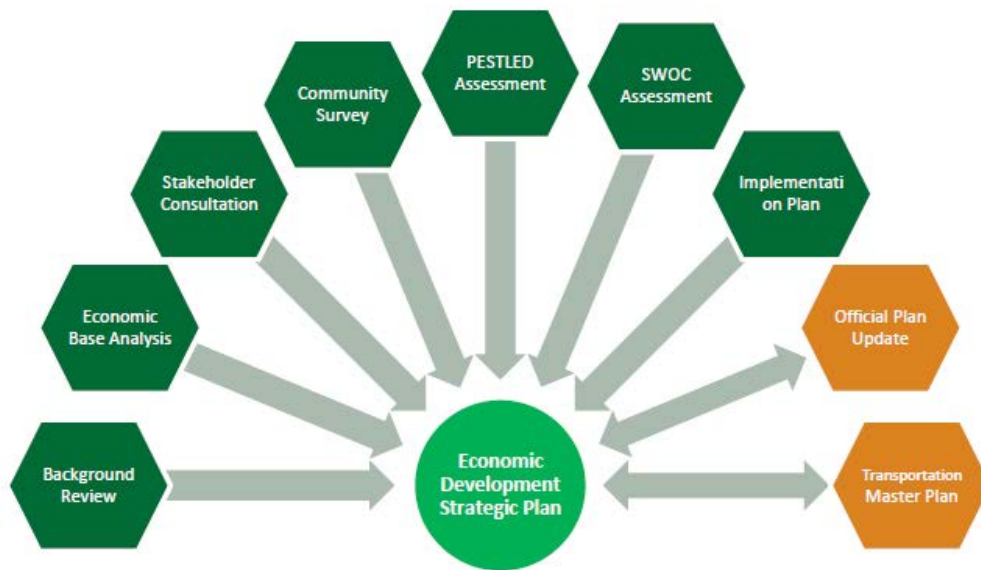 PESTLED
Assessment
SWOC
Assessment
Community
Survey
Stakeholder
Consultation
Implementati
on Plan
Economic
Base Analysis
Official Plan
Update
Background
Review
Economic
Development
Strategic Plan
Transportation
Master Plan